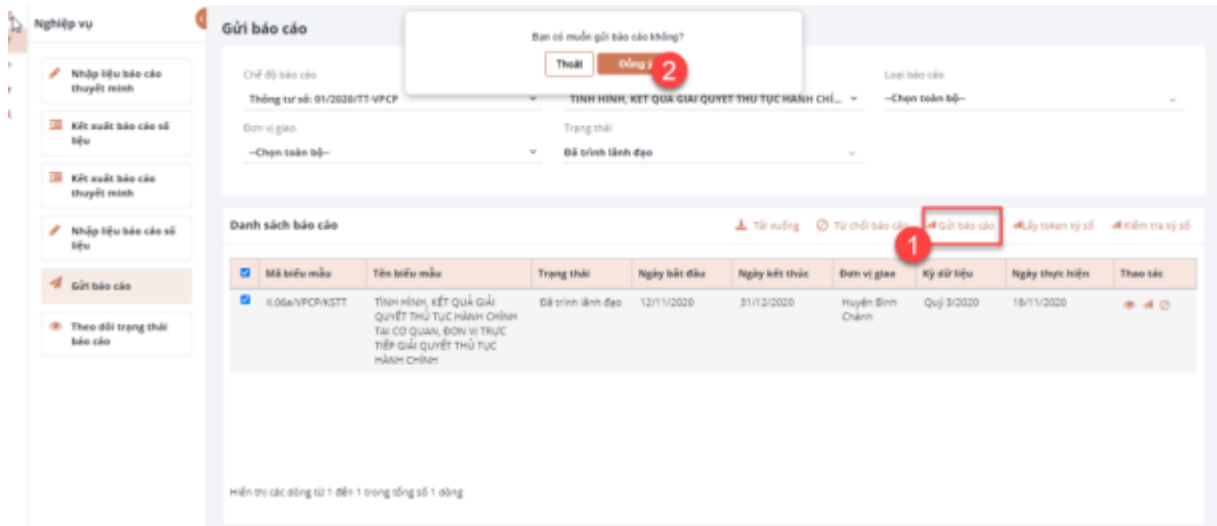 Nghiệp vụ
Gửi báo cáo
Bạn có muốn gửi báo cáo không?
Thoát
Đồng ý
2
Nhập liệu báo cáo
thuyết minh
Kết xuất báo cáo số
liệu
Kết xuất báo cáo
thuyết minh
Nhập liệu báo cáo số
liệu
Gửi báo cáo
Theo dõi trạng thái
báo cáo
Chế độ báo cáo
Loại báo cáo
Thông tư số: 01/2020/TT-VPCP
TÌNH HÌNH, KẾT QUẢ GIẢI QUYẾT THỦ TỤC HÀNH CHÍ...
--Chọn toàn bộ--
Đơn vị giao
Trạng thái
--Chọn toàn bộ--
Đã trình lãnh đạo
Danh sách báo cáo
Tải xuống
Từ chối báo cáo
Gửi báo cáo
Lấy token ký số
Kiểm tra ký số
1
Mã biểu mẫu
Tên biểu mẫu
Trạng thái
Ngày bắt đầu
Ngày kết thúc
Đơn vị giao
Kỳ dữ liệu
Ngày thực hiện
Thao tác
II.06a/VPCP/KSTT
TÌNH HÌNH, KẾT QUẢ GIẢI
QUYẾT THỦ TỤC HÀNH CHÍNH
TẠI CƠ QUAN, ĐƠN VỊ TRỰC
TIẾP GIẢI QUYẾT THỦ TỤC
HÀNH CHÍNH
Đã trình lãnh đạo
12/11/2020
31/12/2020
Huyện Bình
Chánh
Quý 3/2020
18/11/2020
Hiển thị các dòng từ 1 đến 1 trong tổng số 1 dòng